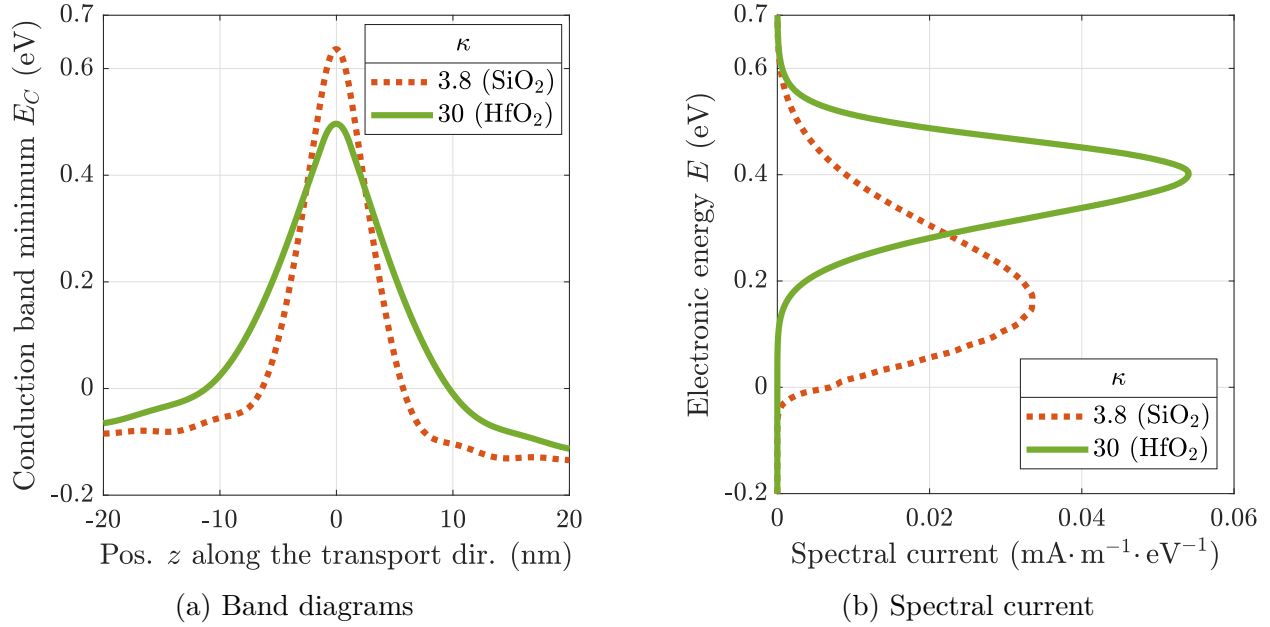 Conduction band minimum E_C (eV)
0.7
0.6
0.4
0.2
0
-0.2
-20
-10
0
10
20
Pos. z along the transport dir. (nm)
κ
3.8 (SiO₂)
30 (HfO₂)
(a) Band diagrams
Electronic energy E (eV)
0.7
0.6
0.4
0.2
0
-0.2
0
0.02
0.04
0.06
Spectral current (mA·m⁻¹·eV⁻¹)
κ
3.8 (SiO₂)
30 (HfO₂)
(b) Spectral current